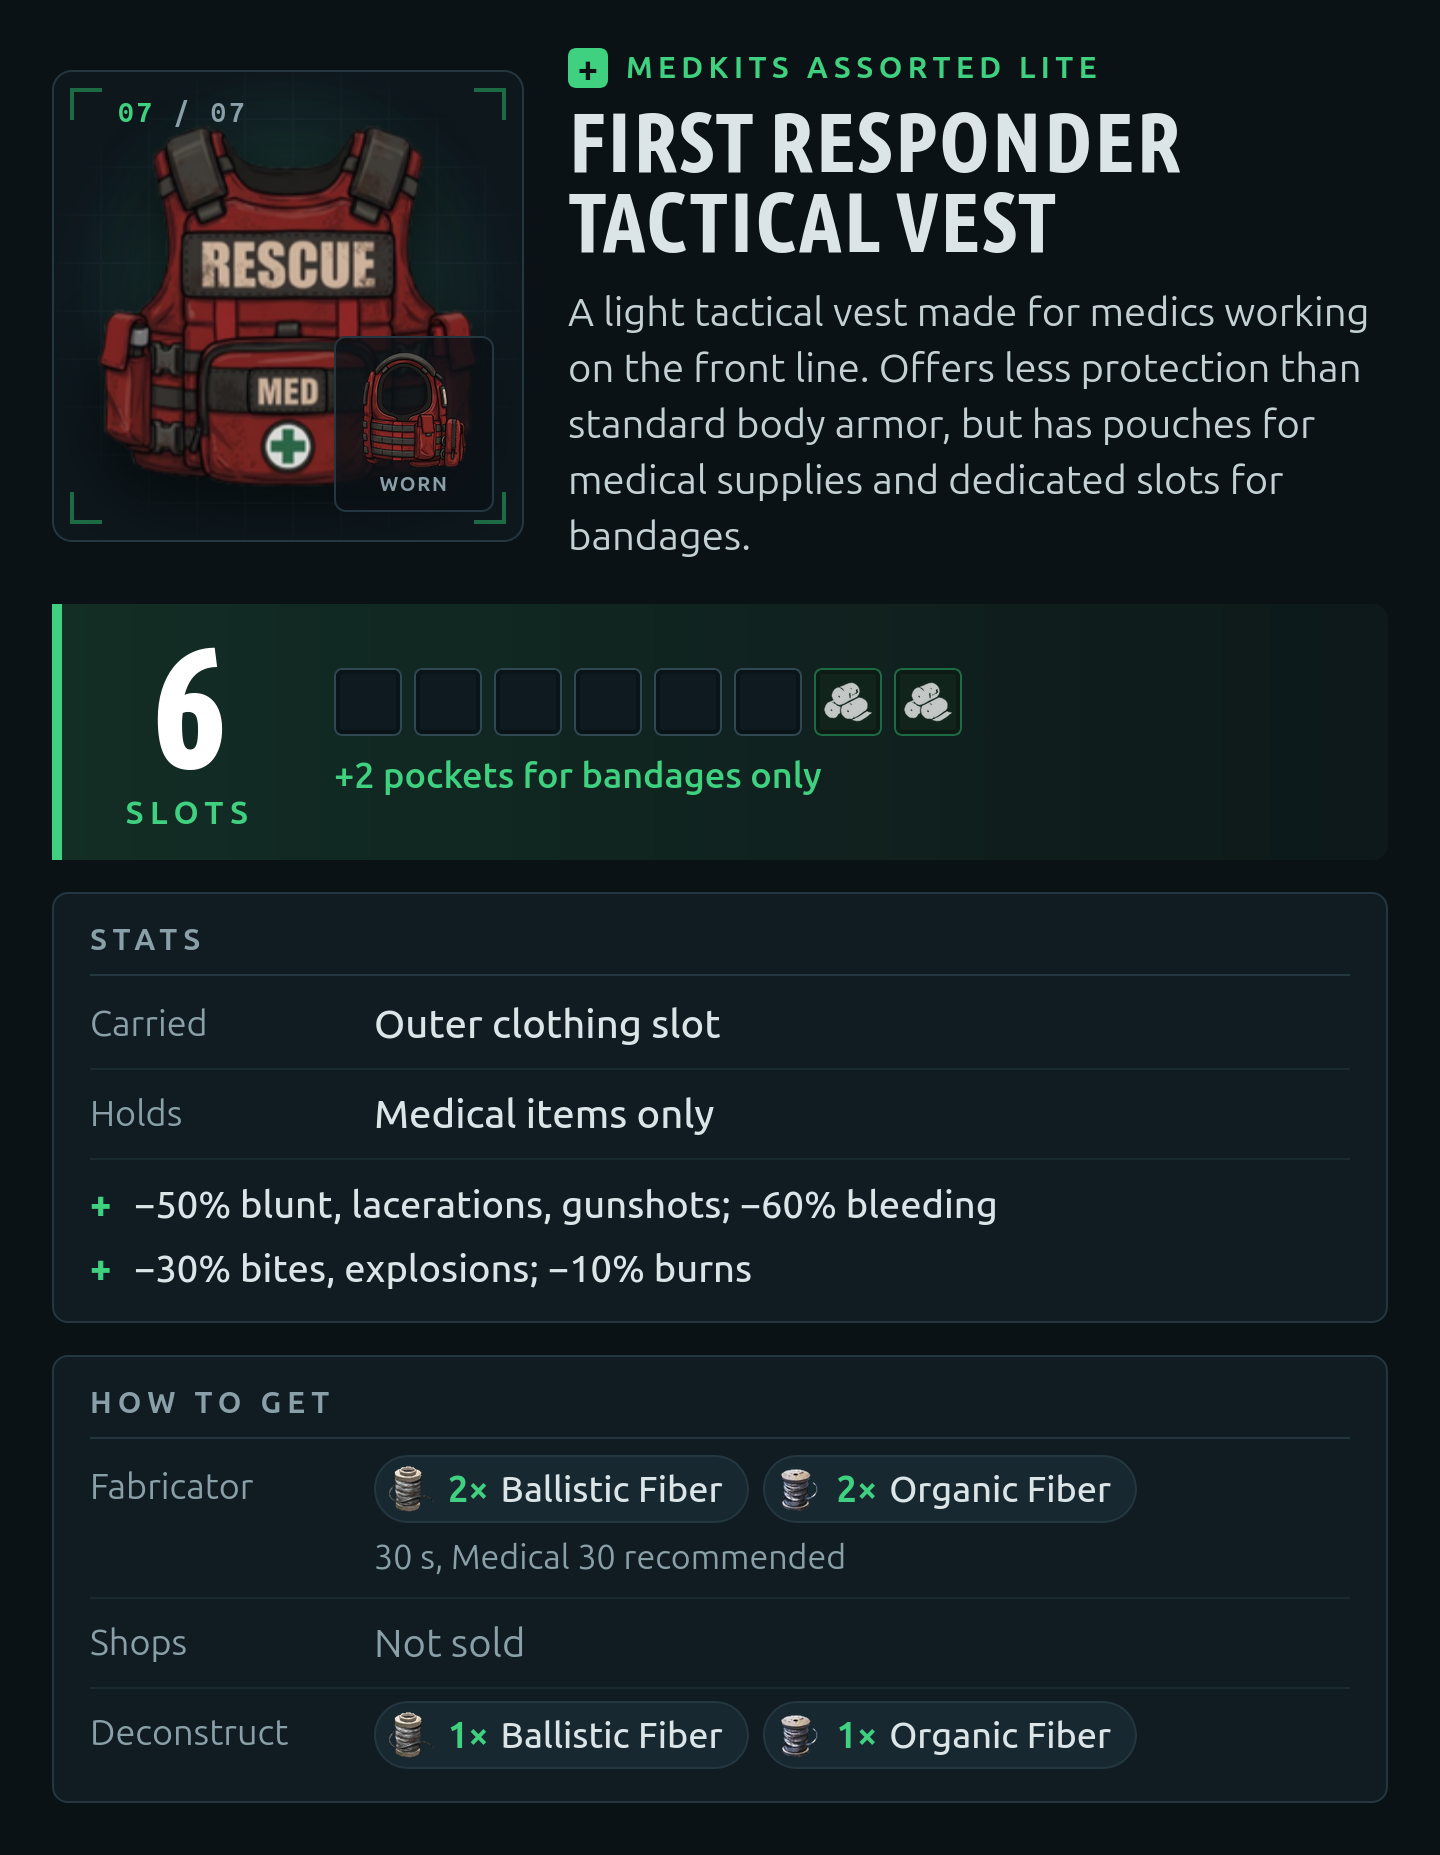 07 / 07
RESCUE
MED
WORN
+ MEDKITS ASSORTED LITE
FIRST RESPONDER
TACTICAL VEST
A light tactical vest made for medics working
on the front line. Offers less protection than
standard body armor, but has pouches for
medical supplies and dedicated slots for
bandages.
6
SLOTS
+2 pockets for bandages only
STATS
Carried Outer clothing slot
Holds Medical items only
+ −50% blunt, lacerations, gunshots; −60% bleeding
+ −30% bites, explosions; −10% burns
HOW TO GET
Fabricator 2× Ballistic Fiber 2× Organic Fiber
30 s, Medical 30 recommended
Shops Not sold
Deconstruct 1× Ballistic Fiber 1× Organic Fiber